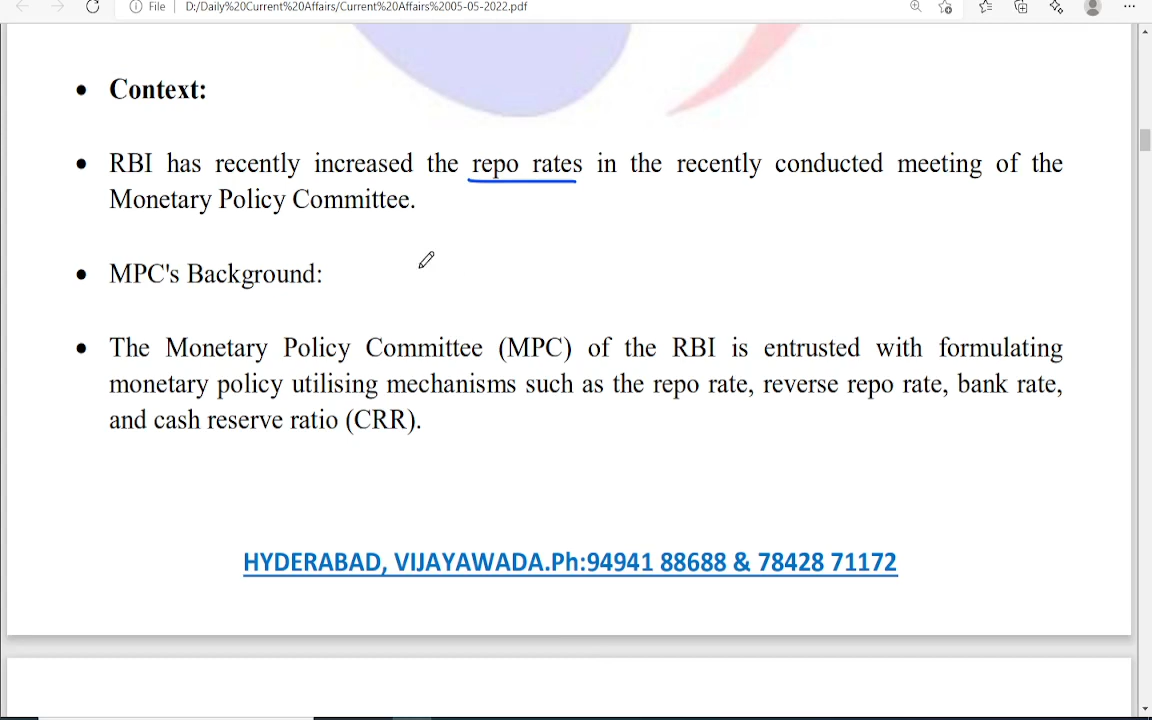 File | D:/Daily%20Current%20Affairs/Current%20Affairs%2005-05-2022.pdf
• Context:
• RBI has recently increased the repo rates in the recently conducted meeting of the
Monetary Policy Committee.
• MPC's Background:
• The Monetary Policy Committee (MPC) of the RBI is entrusted with formulating
monetary policy utilising mechanisms such as the repo rate, reverse repo rate, bank rate,
and cash reserve ratio (CRR).
HYDERABAD, VIJAYAWADA.Ph:94941 88688 & 78428 71172